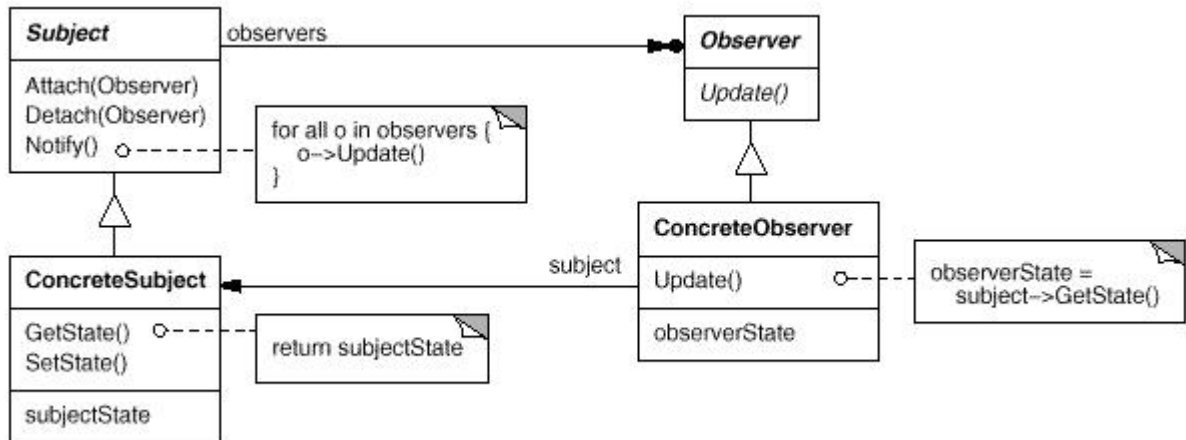 Subject
Attach(Observer)
Detach(Observer)
Notify()
observers
Observer
Update()
for all o in observers {
o–>Update()
}
ConcreteSubject
GetState()
SetState()
subjectState
return subjectState
subject
ConcreteObserver
Update()
observerState
observerState =
subject–>GetState()